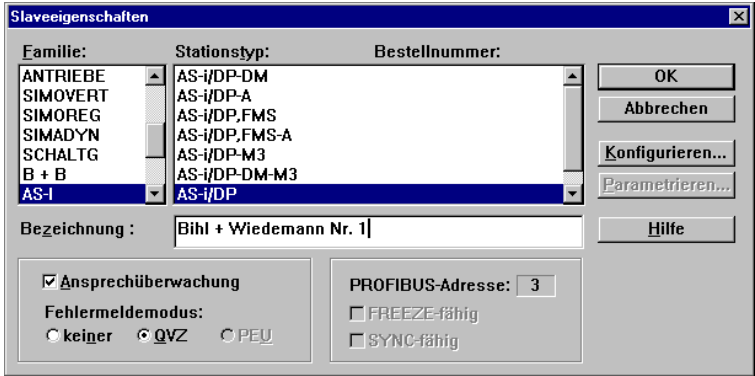 Slaveeigenschaften
Familie: Stationstyp: Bestellnummer:
ANTRIEBE AS-i/DP-DM
SIMOVERT AS-i/DP-A
SIMOREG AS-i/DP,FMS
SIMADYN AS-i/DP,FMS-A
SCHALTG AS-i/DP-M3
B + B AS-i/DP-DM-M3
AS-I AS-i/DP
OK
Abbrechen
Konfigurieren...
Parametrieren...
Hilfe
Bezeichnung : Bihl + Wiedemann Nr. 1
Ansprechüberwachung
Fehlermeldemodus:
keiner QVZ PEU
PROFIBUS-Adresse: 3
FREEZE-fähig
SYNC-fähig